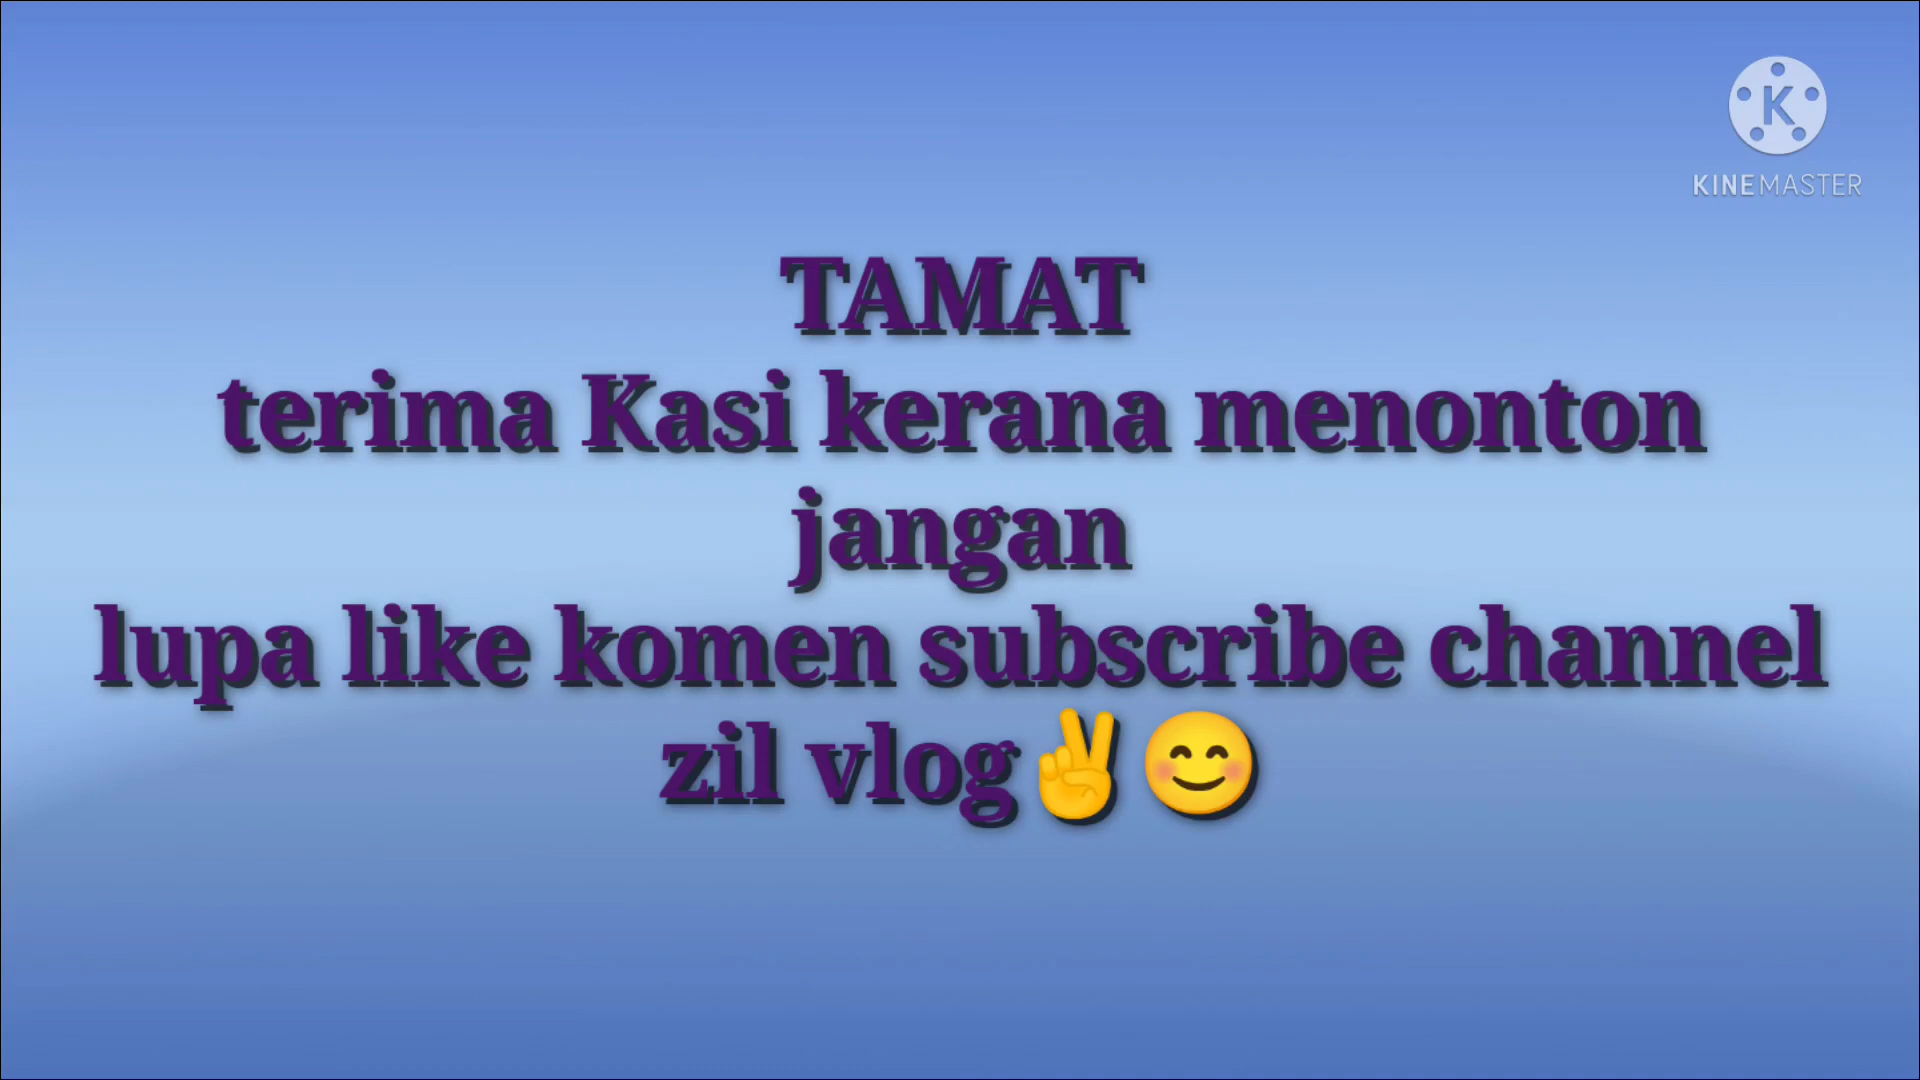 KINEMASTER
TAMAT
terima Kasi kerana menonton
jangan
lupa like komen subscribe channel
zil vlog✌😊